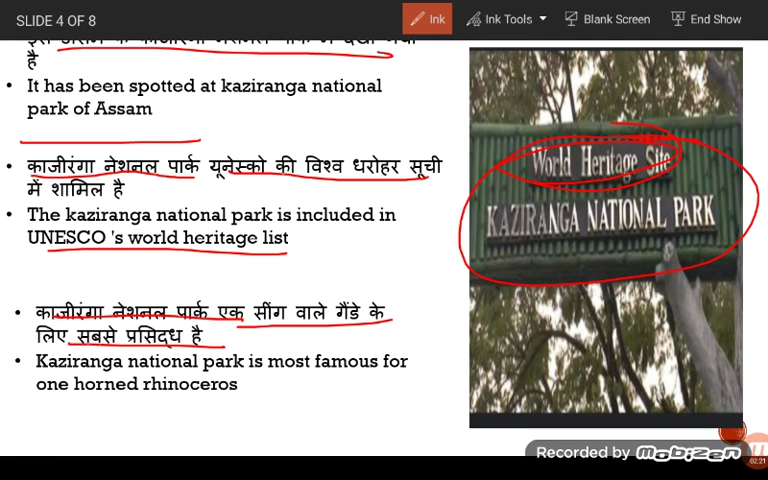 SLIDE 4 OF 8
Ink
Ink Tools
Blank Screen
End Show
है
• It has been spotted at kaziranga national
park of Assam
• काजीरंगा नेशनल पार्क यूनेस्को की विश्व धरोहर सूची
में शामिल है
• The kaziranga national park is included in
UNESCO 's world heritage list
• काजीरंगा नेशनल पार्क एक सींग वाले गैंडे के
लिए सबसे प्रसिद्ध है
• Kaziranga national park is most famous for
one horned rhinoceros
World Heritage Site
KAZIRANGA NATIONAL PARK
Recorded by Mobizen
02:21